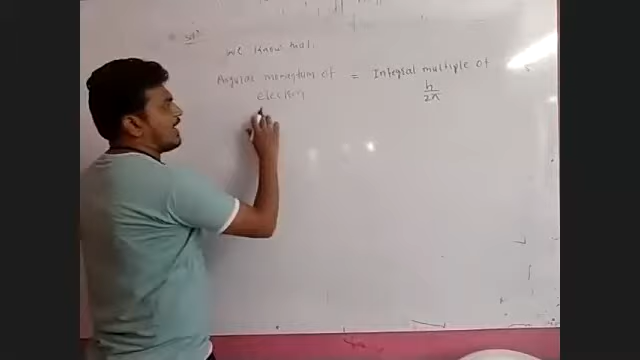 We know that,
Angular momentum of = Integral multiple of
electron h
2π